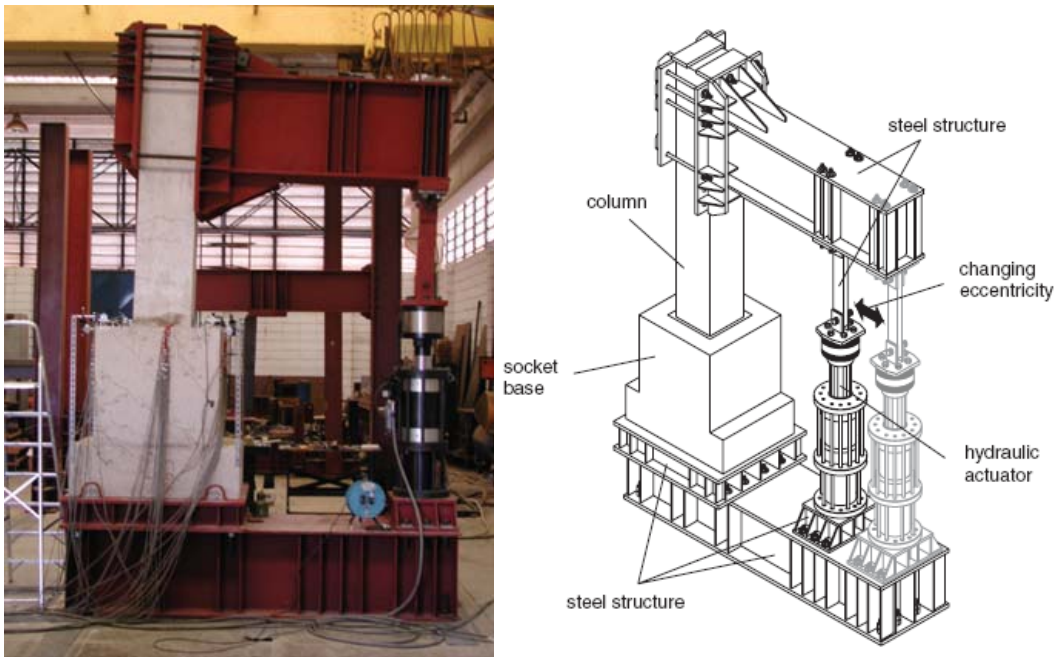 steel structure
column
changing
eccentricity
socket
base
hydraulic
actuator
steel structure